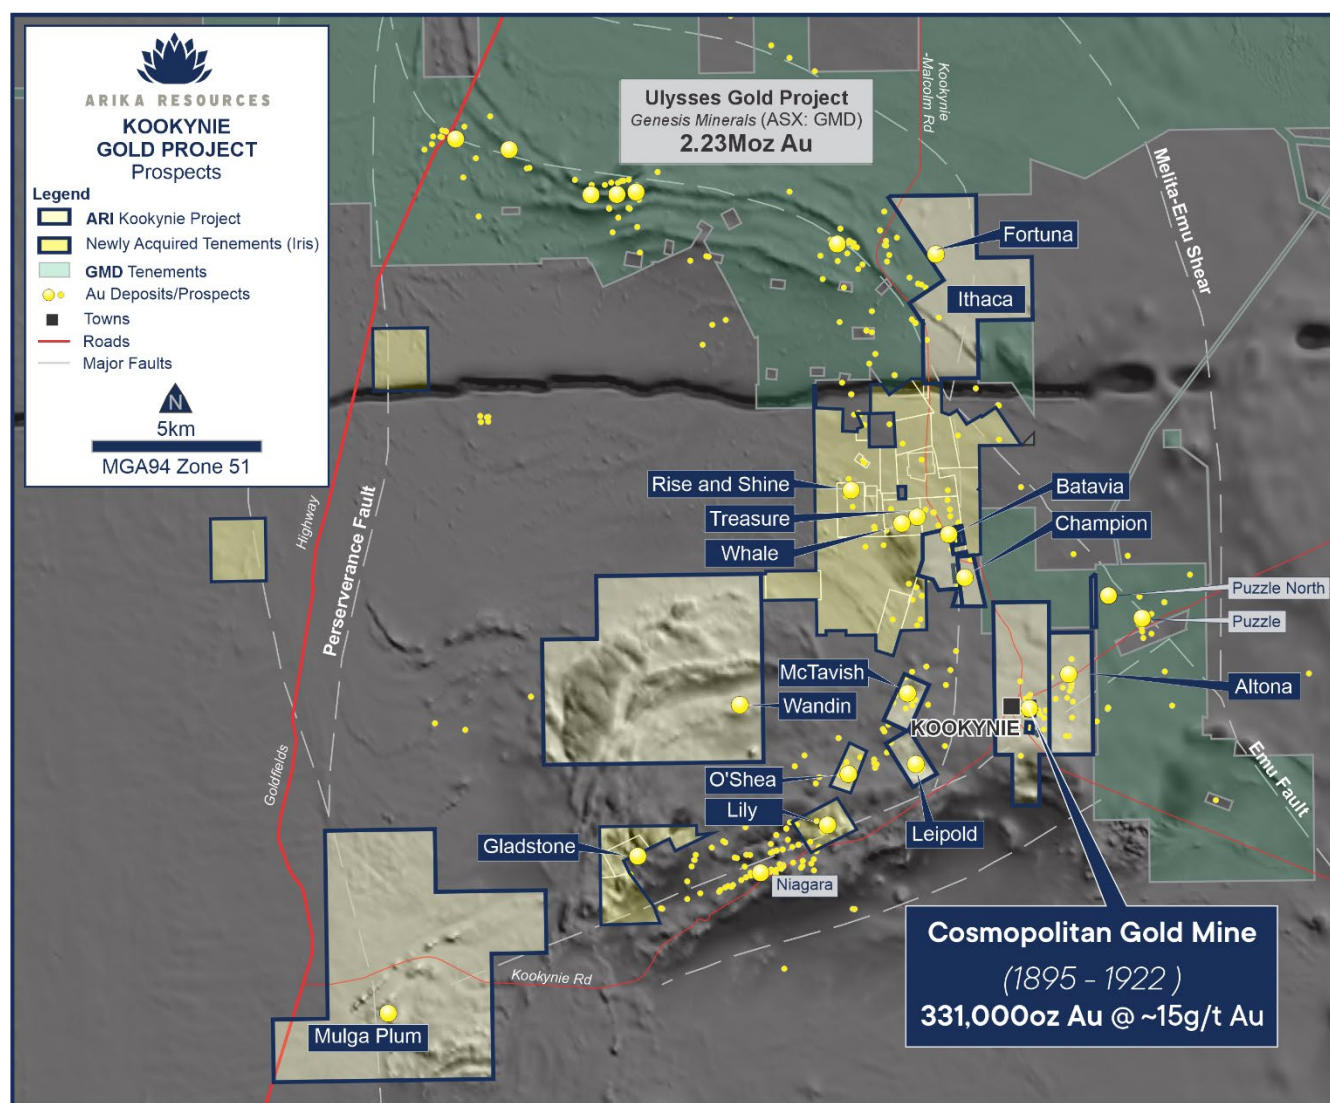 ARIKA RESOURCES
KOOKYNIE
GOLD PROJECT
Prospects
Legend
ARI Kookynie Project
Newly Acquired Tenements (Iris)
GMD Tenements
Au Deposits/Prospects
Towns
Roads
Major Faults
N
5km
MGA94 Zone 51
Ulysses Gold Project
Genesis Minerals (ASX: GMD)
2.23Moz Au
Kookynie
-Malcolm Rd
Melita-Emu Shear
Fortuna
Ithaca
Rise and Shine
Treasure
Whale
Batavia
Champion
Puzzle North
Puzzle
Highway
Perserverance Fault
McTavish
Wandin
Altona
KOOKYNIE
Goldfields
O'Shea
Lily
Leipold
Emu Fault
Gladstone
Niagara
Kookynie Rd
Mulga Plum
Cosmopolitan Gold Mine
(1895 - 1922 )
331,000oz Au @ ~15g/t Au